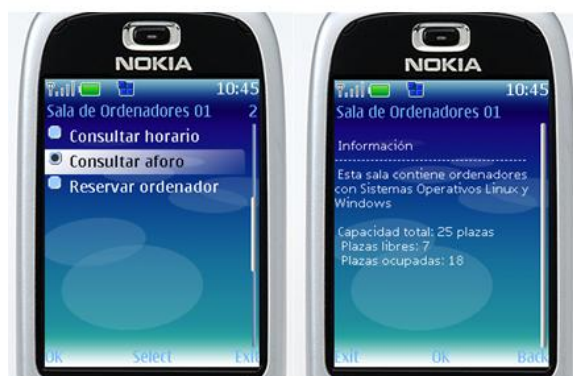 NOKIA
10:45
Sala de Ordenadores 01 2
Consultar horario
Consultar aforo
Reservar ordenador
OK Select Exit
NOKIA
10:45
Sala de Ordenadores 01
Información
Esta sala contiene ordenadores
con Sistemas Operativos Linux y
Windows
Capacidad total: 25 plazas
Plazas libres: 7
Plazas ocupadas: 18
Exit OK Back